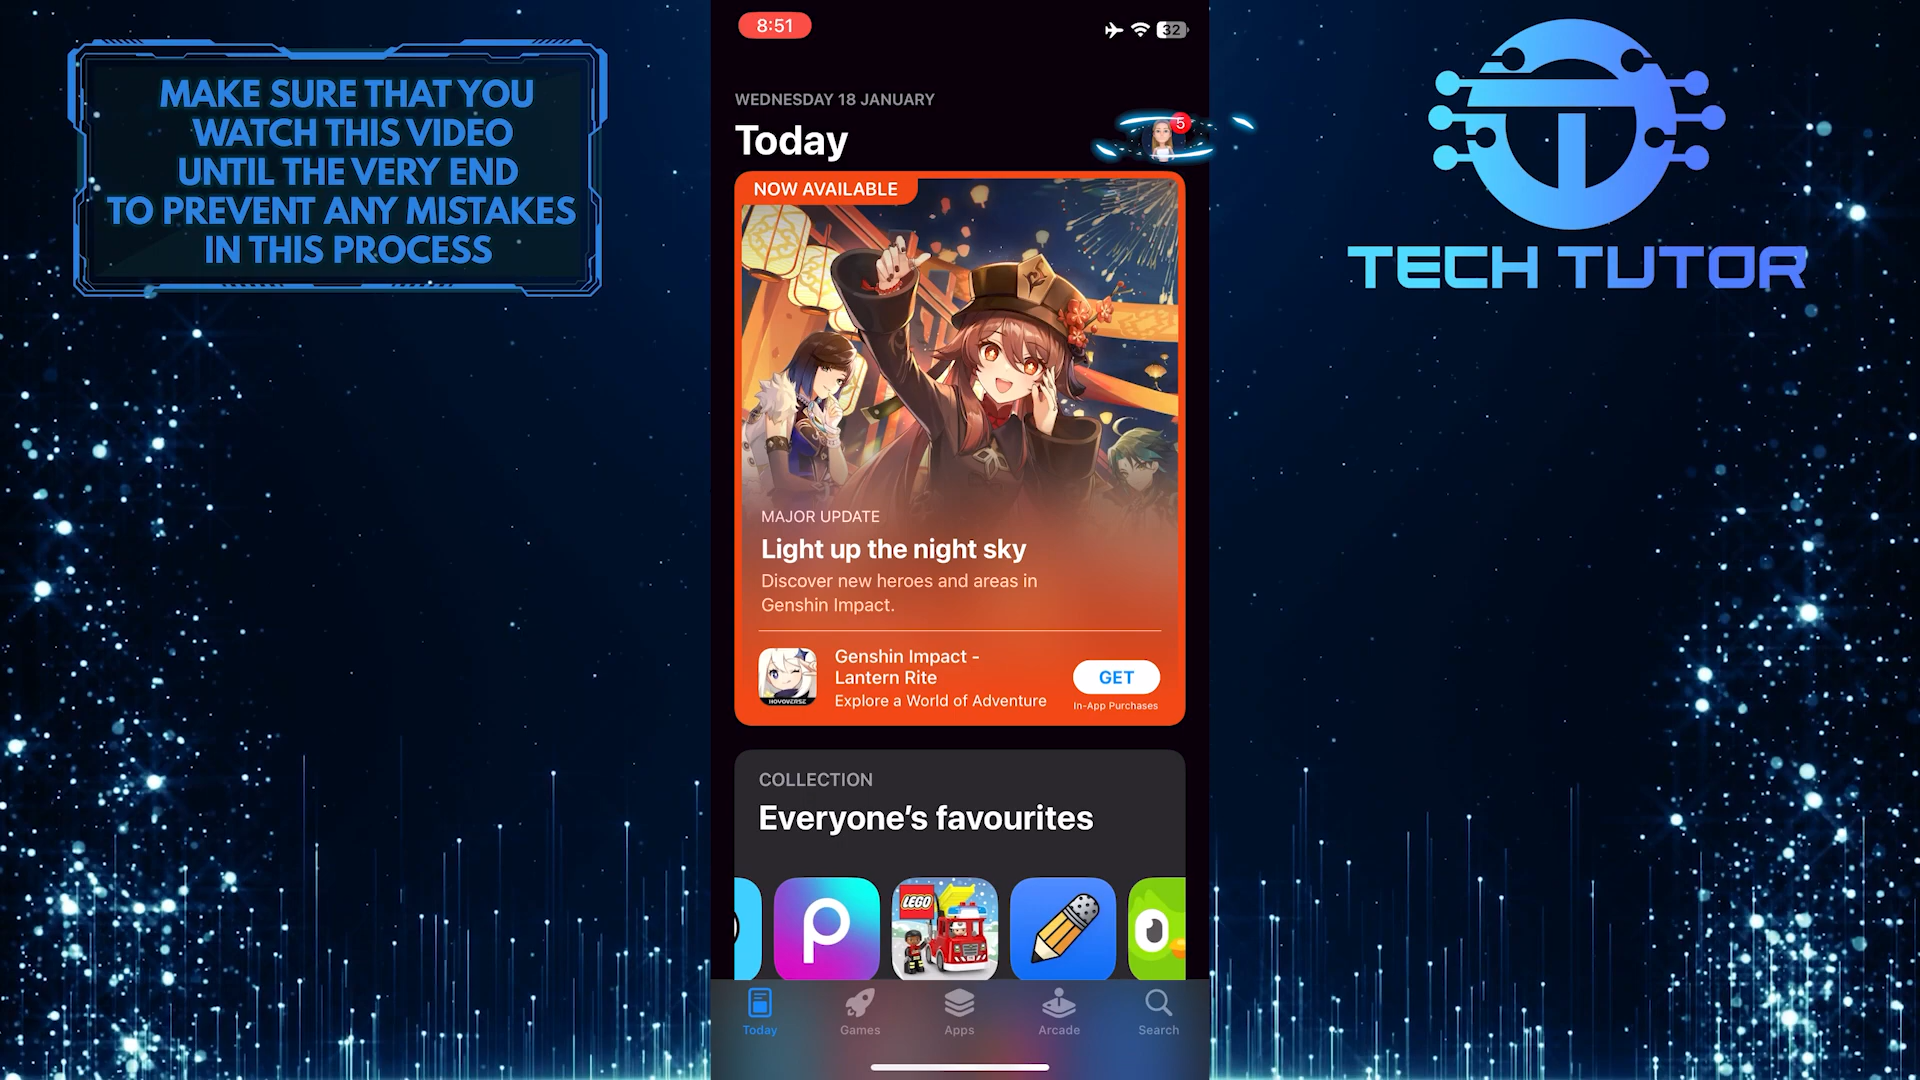 MAKE SURE THAT YOU
WATCH THIS VIDEO
UNTIL THE VERY END
TO PREVENT ANY MISTAKES
IN THIS PROCESS
8:51
32
WEDNESDAY 18 JANUARY
Today
5
NOW AVAILABLE
MAJOR UPDATE
Light up the night sky
Discover new heroes and areas in
Genshin Impact.
Genshin Impact -
Lantern Rite
Explore a World of Adventure
GET
In-App Purchases
HOYOVERSE
COLLECTION
Everyone's favourites
LEGO
Today
Games
Apps
Arcade
Search
TECH TUTOR